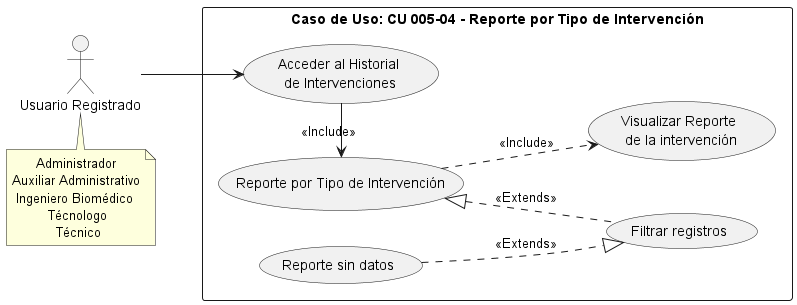 Caso de Uso: CU 005-04 - Reporte por Tipo de Intervención
Usuario Registrado
Administrador
Auxiliar Administrativo
Ingeniero Biomédico
Técnologo
Técnico
Acceder al Historial
de Intervenciones
«Include»
Reporte por Tipo de Intervención
«Include»
Visualizar Reporte
de la intervención
«Extends»
Filtrar registros
«Extends»
Reporte sin datos